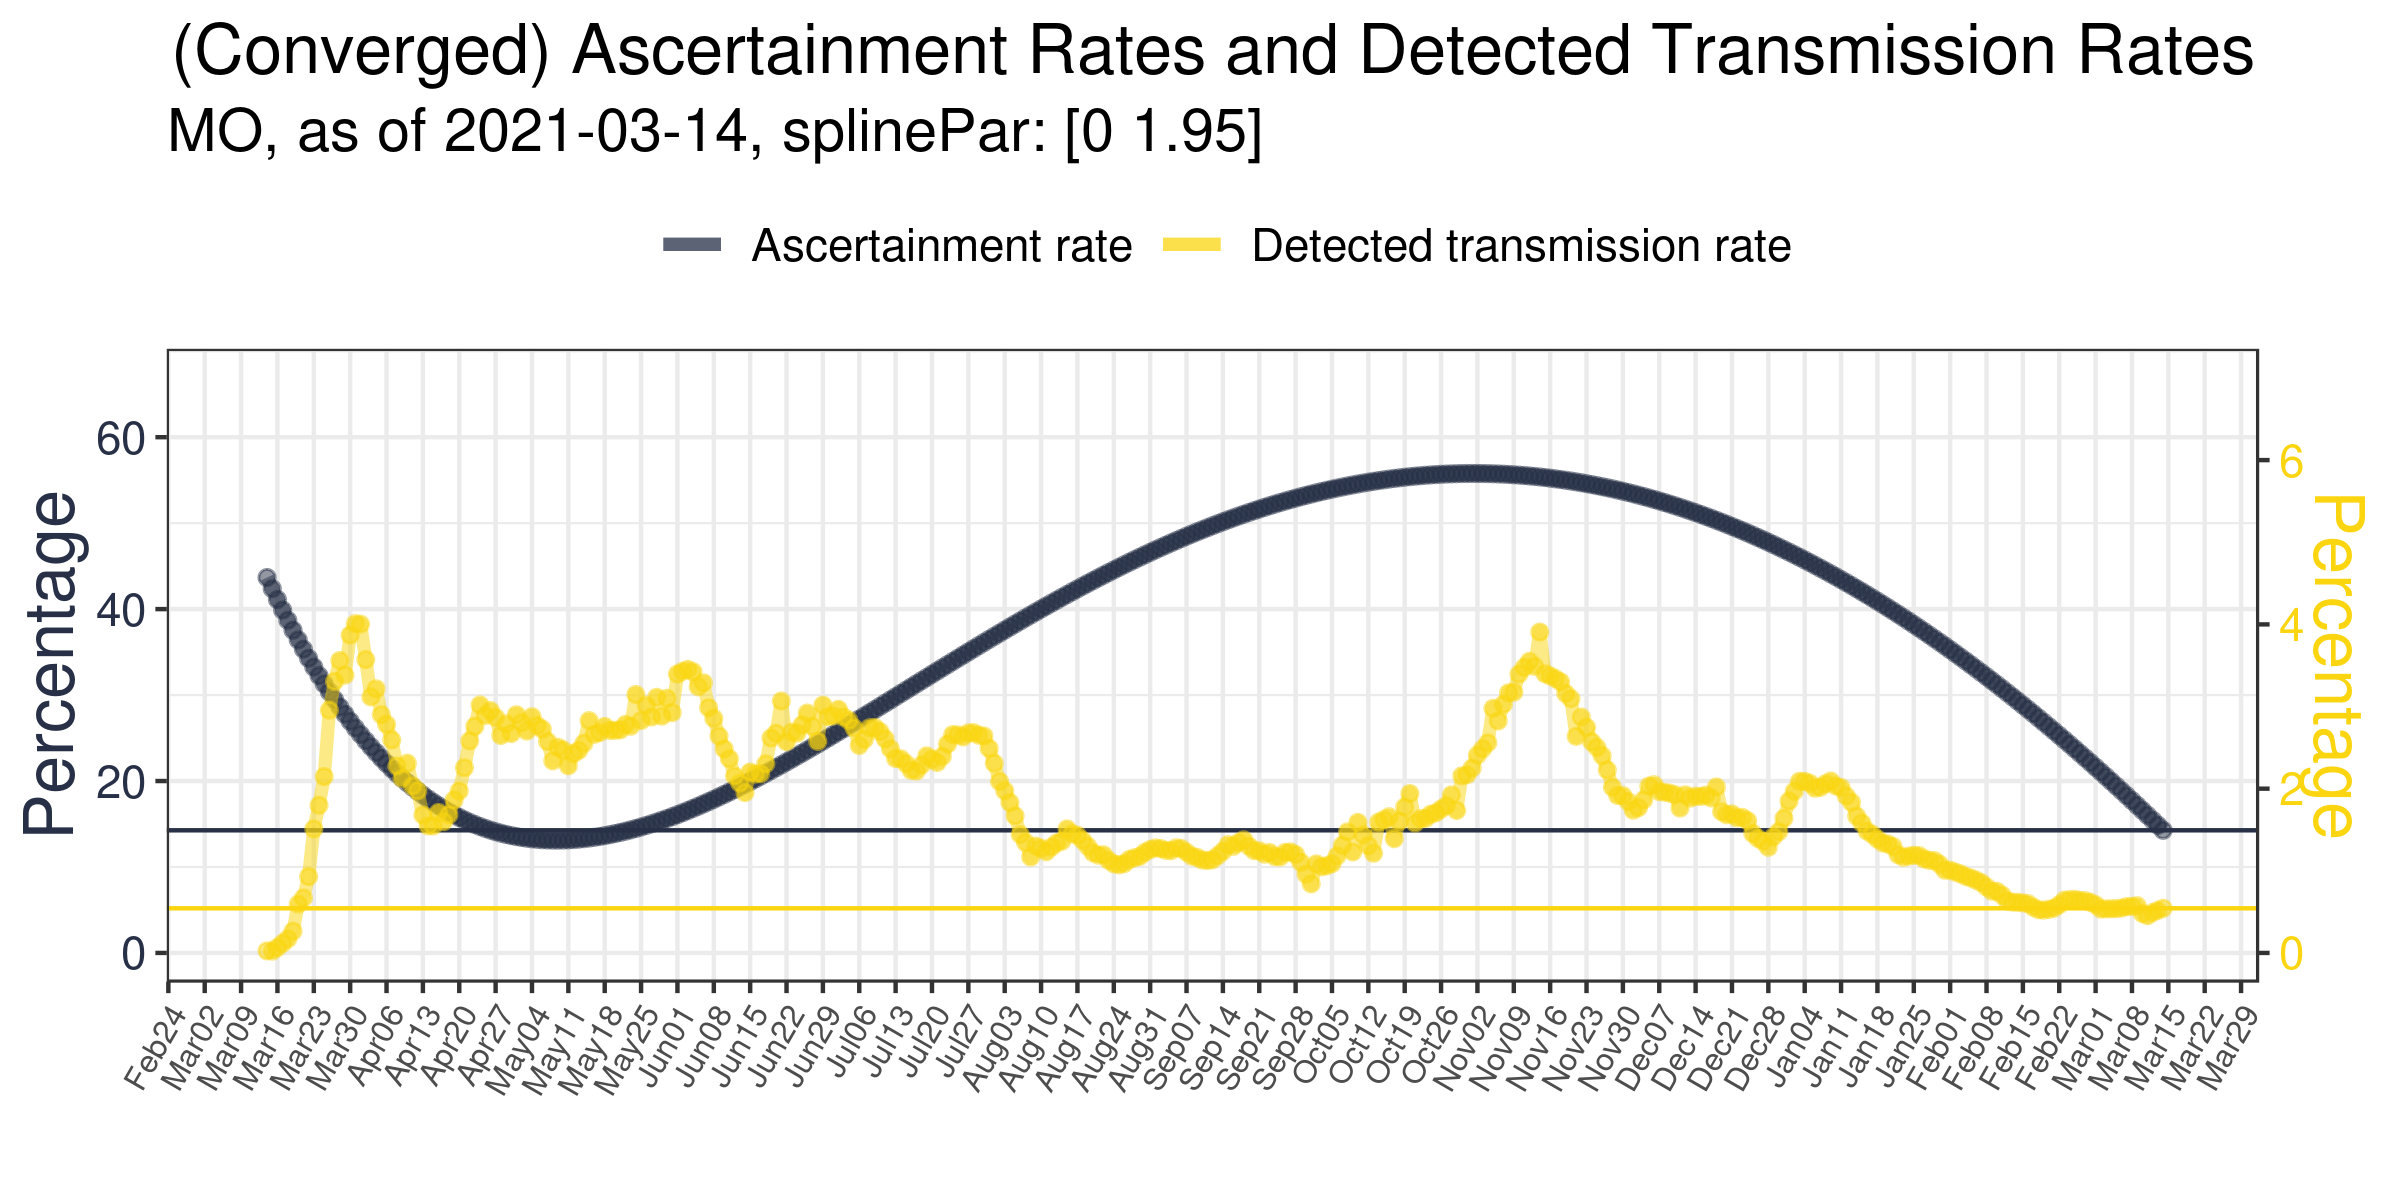 (Converged) Ascertainment Rates and Detected Transmission Rates
MO, as of 2021-03-14, splinePar: [0 1.95]
Ascertainment rate Detected transmission rate
Percentage
60
40
20
0
6
4
2
0
Percentage
Feb24 Mar02 Mar09 Mar16 Mar23 Mar30 Apr06 Apr13 Apr20 Apr27 May04 May11 May18 May25 Jun01 Jun08 Jun15 Jun22 Jun29 Jul06 Jul13 Jul20 Jul27 Aug03 Aug10 Aug17 Aug24 Aug31 Sep07 Sep14 Sep21 Sep28 Oct05 Oct12 Oct19 Oct26 Nov02 Nov09 Nov16 Nov23 Nov30 Dec07 Dec14 Dec21 Dec28 Jan04 Jan11 Jan18 Jan25 Feb01 Feb08 Feb15 Feb22 Mar01 Mar08 Mar15 Mar22 Mar29